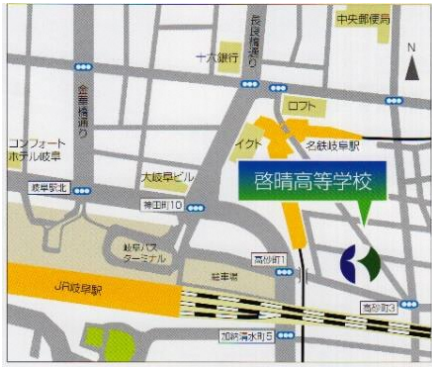 中央郵便局
長良橋通り
N
十六銀行
金華橋通り
ロフト
コンフォート
ホテル岐阜
イクト
名鉄岐阜駅
大岐阜ビル
啓晴高等学校
岐阜駅北
神田町10
岐阜バス
ターミナル
高砂町1
駐車場
JR岐阜駅
高砂町3
加納清水町5